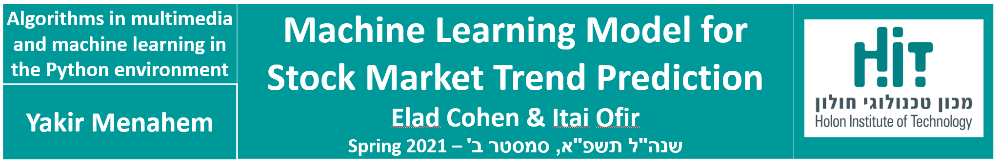 Algorithms in multimedia
and machine learning in
the Python environment
Yakir Menahem
Machine Learning Model for
Stock Market Trend Prediction
Elad Cohen & Itai Ofir
שנה"ל תשפ"א, סמסטר ב' – Spring 2021
HiT
מכון טכנולוגי חולון
Holon Institute of Technology